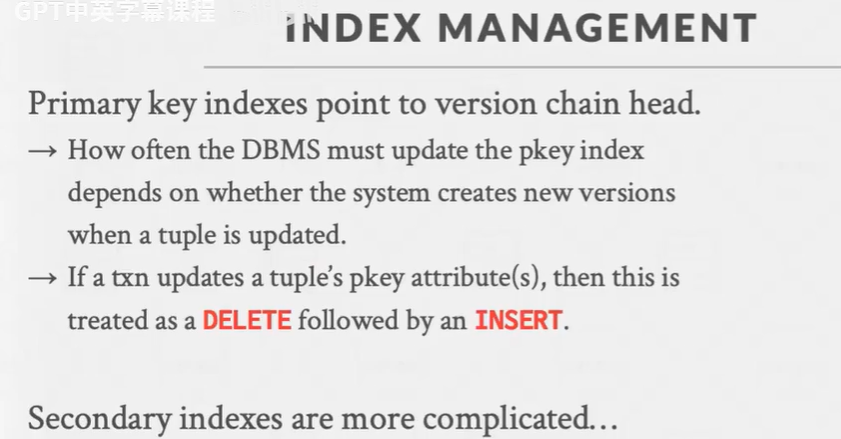 GPT中英字幕课程
INDEX MANAGEMENT
Primary key indexes point to version chain head.
→ How often the DBMS must update the pkey index
depends on whether the system creates new versions
when a tuple is updated.
→ If a txn updates a tuple's pkey attribute(s), then this is
treated as a DELETE followed by an INSERT.
Secondary indexes are more complicated…